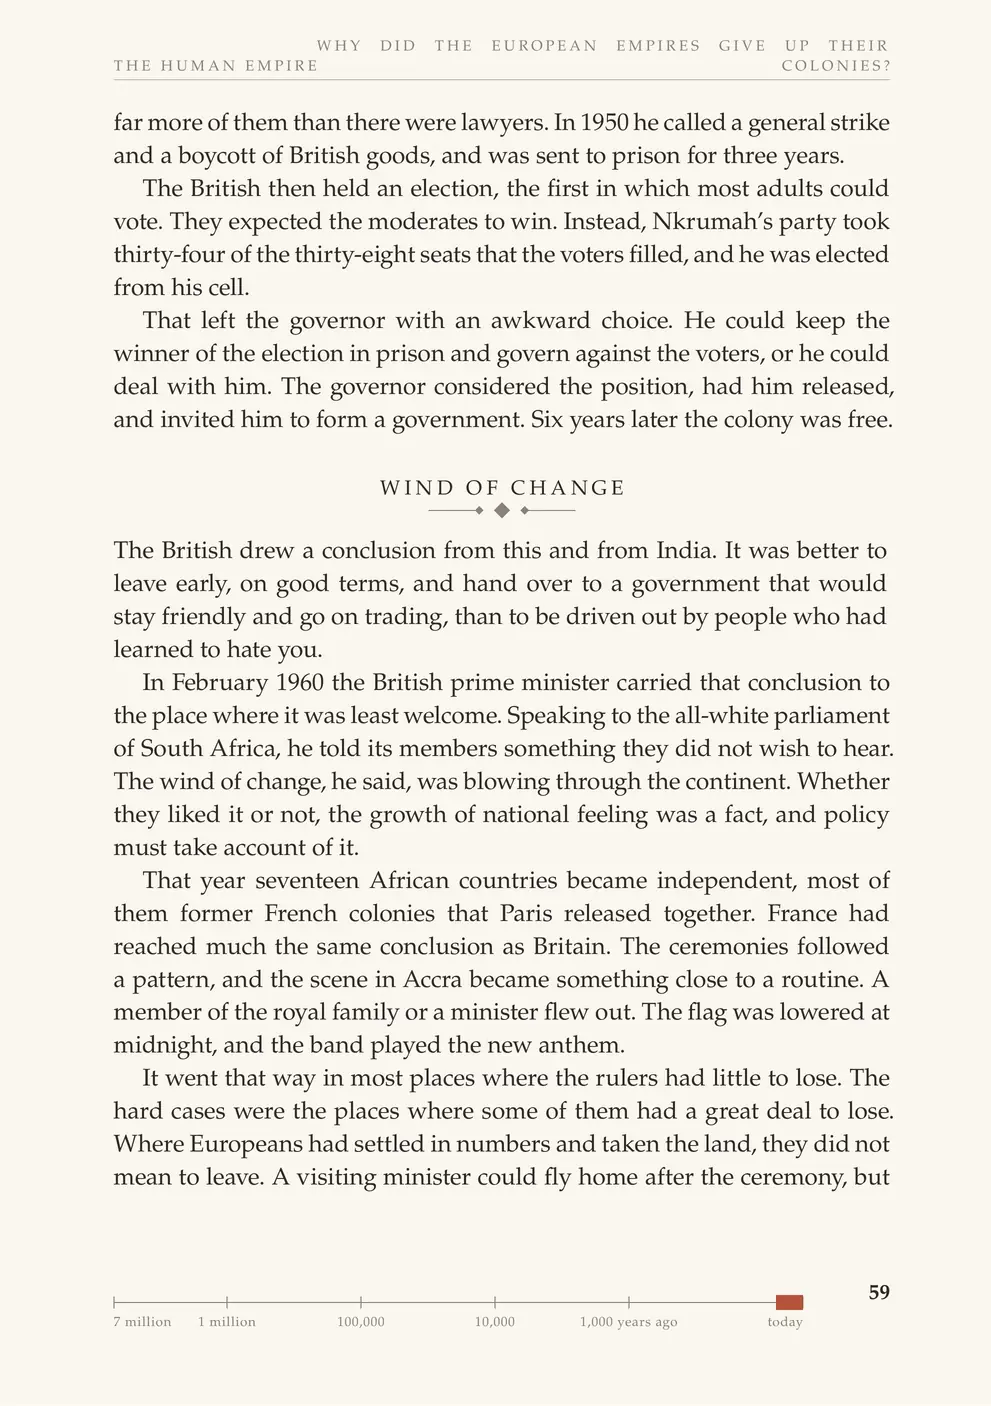 WHY DID THE EUROPEAN EMPIRES GIVE UP THEIR
THE HUMAN EMPIRE COLONIES?
far more of them than there were lawyers. In 1950 he called a general strike
and a boycott of British goods, and was sent to prison for three years.
The British then held an election, the first in which most adults could
vote. They expected the moderates to win. Instead, Nkrumah’s party took
thirty-four of the thirty-eight seats that the voters filled, and he was elected
from his cell.
That left the governor with an awkward choice. He could keep the
winner of the election in prison and govern against the voters, or he could
deal with him. The governor considered the position, had him released,
and invited him to form a government. Six years later the colony was free.
WIND OF CHANGE
The British drew a conclusion from this and from India. It was better to
leave early, on good terms, and hand over to a government that would
stay friendly and go on trading, than to be driven out by people who had
learned to hate you.
In February 1960 the British prime minister carried that conclusion to
the place where it was least welcome. Speaking to the all-white parliament
of South Africa, he told its members something they did not wish to hear.
The wind of change, he said, was blowing through the continent. Whether
they liked it or not, the growth of national feeling was a fact, and policy
must take account of it.
That year seventeen African countries became independent, most of
them former French colonies that Paris released together. France had
reached much the same conclusion as Britain. The ceremonies followed
a pattern, and the scene in Accra became something close to a routine. A
member of the royal family or a minister flew out. The flag was lowered at
midnight, and the band played the new anthem.
It went that way in most places where the rulers had little to lose. The
hard cases were the places where some of them had a great deal to lose.
Where Europeans had settled in numbers and taken the land, they did not
mean to leave. A visiting minister could fly home after the ceremony, but
59
7 million 1 million 100,000 10,000 1,000 years ago today